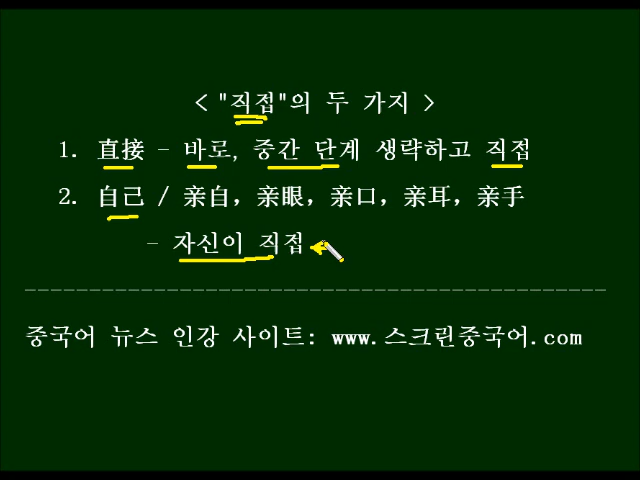 < "직접"의 두 가지 >
1. 直接 - 바로, 중간 단계 생략하고 직접
2. 自己 / 亲自, 亲眼, 亲口, 亲耳, 亲手
- 자신이 직접
중국어 뉴스 인강 사이트: www.스크린중국어.com